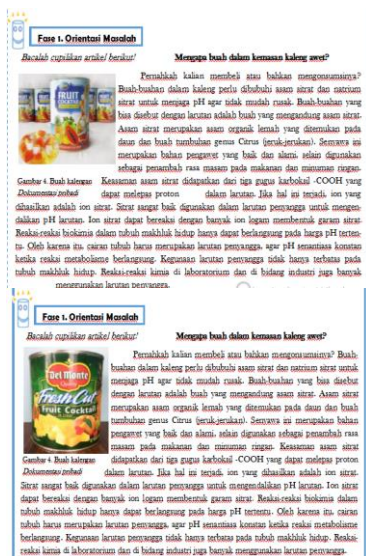 Fase 1. Orientasi Masalah
Bacalah cuplikan artikel berikut!
Mengapa buah dalam kemasan kaleng awet?
Pernahkah kalian membeli atau bahkan mengonsumsinya?
Buah-buahan dalam kaleng perlu dibubuhi asam sitrat dan natrium
sitrat untuk menjaga pH agar tidak mudah rusak. Buah-buahan yang
bisa disebut dengan larutan adalah buah yang mengandung asam sitrat.
Asam sitrat merupakan asam organik lemah yang ditemukan pada
daun dan buah tumbuhan genus Citrus (jeruk-jerukan). Senyawa ini
merupakan bahan pengawet yang baik dan alami, selain digunakan
sebagai penambah rasa masam pada makanan dan minuman ringan.
FRUIT COCKTAIL
Gambar 4. Buah kalengan
Dokumentasi pribadi
Keasaman asam sitrat didapatkan dari tiga gugus karboksil -COOH yang
dapat melepas proton dalam larutan. Jika hal ini terjadi, ion yang
dihasilkan adalah ion sitrat. Sitrat sangat baik digunakan dalam larutan penyangga untuk mengen-
dalikan pH larutan. Ion sitrat dapat bereaksi dengan banyak ion logam membentuk garam sitrat.
Reaksi-reaksi biokimia dalam tubuh makhluk hidup hanya dapat berlangsung pada harga pH terten-
tu. Oleh karena itu, cairan tubuh harus merupakan larutan penyangga, agar pH senantiasa konstan
ketika reaksi metabolisme berlangsung. Kegunaan larutan penyangga tidak hanya terbatas pada
tubuh makhluk hidup. Reaksi-reaksi kimia di laboratorium dan di bidang industri juga banyak
menggunakan larutan penyangga.
Fase 1. Orientasi Masalah
Bacalah cuplikan artikel berikut!
Mengapa buah dalam kemasan kaleng awet?
Pernahkah kalian membeli atau bahkan mengonsumsinya? Buah-
buahan dalam kaleng perlu dibubuhi asam sitrat dan natrium sitrat untuk
menjaga pH agar tidak mudah rusak. Buah-buahan yang bisa disebut
dengan larutan adalah buah yang mengandung asam sitrat. Asam sitrat
merupakan asam organik lemah yang ditemukan pada daun dan buah
tumbuhan genus Citrus (jeruk-jerukan). Senyawa ini merupakan bahan
pengawet yang baik dan alami, selain digunakan sebagai penambah rasa
masam pada makanan dan minuman ringan. Keasaman asam sitrat
didapatkan dari tiga gugus karboksil -COOH yang dapat melepas proton
Del Monte
Quality
Fresh Cut
Fruit Cocktail
Gambar 4. Buah kalengan
Dokumentasi pribadi
dalam larutan. Jika hal ini terjadi, ion yang dihasilkan adalah ion sitrat.
Sitrat sangat baik digunakan dalam larutan penyangga untuk mengendalikan pH larutan. Ion sitrat
dapat bereaksi dengan banyak ion logam membentuk garam sitrat. Reaksi-reaksi biokimia dalam
tubuh makhluk hidup hanya dapat berlangsung pada harga pH tertentu. Oleh karena itu, cairan
tubuh harus merupakan larutan penyangga, agar pH senantiasa konstan ketika reaksi metabolisme
berlangsung. Kegunaan larutan penyangga tidak hanya terbatas pada tubuh makhluk hidup. Reaksi-
reaksi kimia di laboratorium dan di bidang industri juga banyak menggunakan larutan penyangga.